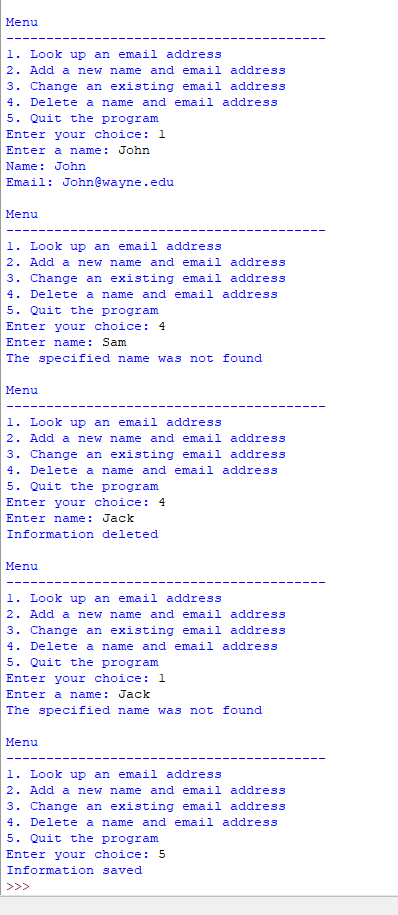 Menu
----------------------------------------
1. Look up an email address
2. Add a new name and email address
3. Change an existing email address
4. Delete a name and email address
5. Quit the program
Enter your choice: 1
Enter a name: John
Name: John
Email: John@wayne.edu
Menu
----------------------------------------
1. Look up an email address
2. Add a new name and email address
3. Change an existing email address
4. Delete a name and email address
5. Quit the program
Enter your choice: 4
Enter name: Sam
The specified name was not found
Menu
----------------------------------------
1. Look up an email address
2. Add a new name and email address
3. Change an existing email address
4. Delete a name and email address
5. Quit the program
Enter your choice: 4
Enter name: Jack
Information deleted
Menu
----------------------------------------
1. Look up an email address
2. Add a new name and email address
3. Change an existing email address
4. Delete a name and email address
5. Quit the program
Enter your choice: 1
Enter a name: Jack
The specified name was not found
Menu
----------------------------------------
1. Look up an email address
2. Add a new name and email address
3. Change an existing email address
4. Delete a name and email address
5. Quit the program
Enter your choice: 5
Information saved
>>>